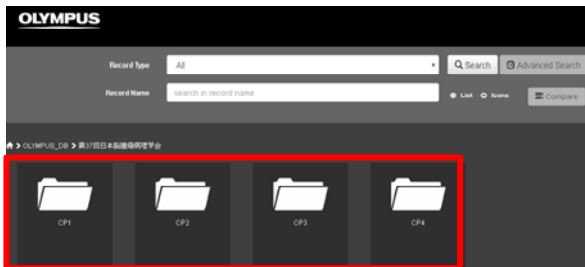 OLYMPUS
Record Type All Search Advanced Search
Record Name search in record name List Icons Compare
OLYMPUS_DB 第37回日本脳腫瘍病理学会
CP1 CP2 CP3 CP4